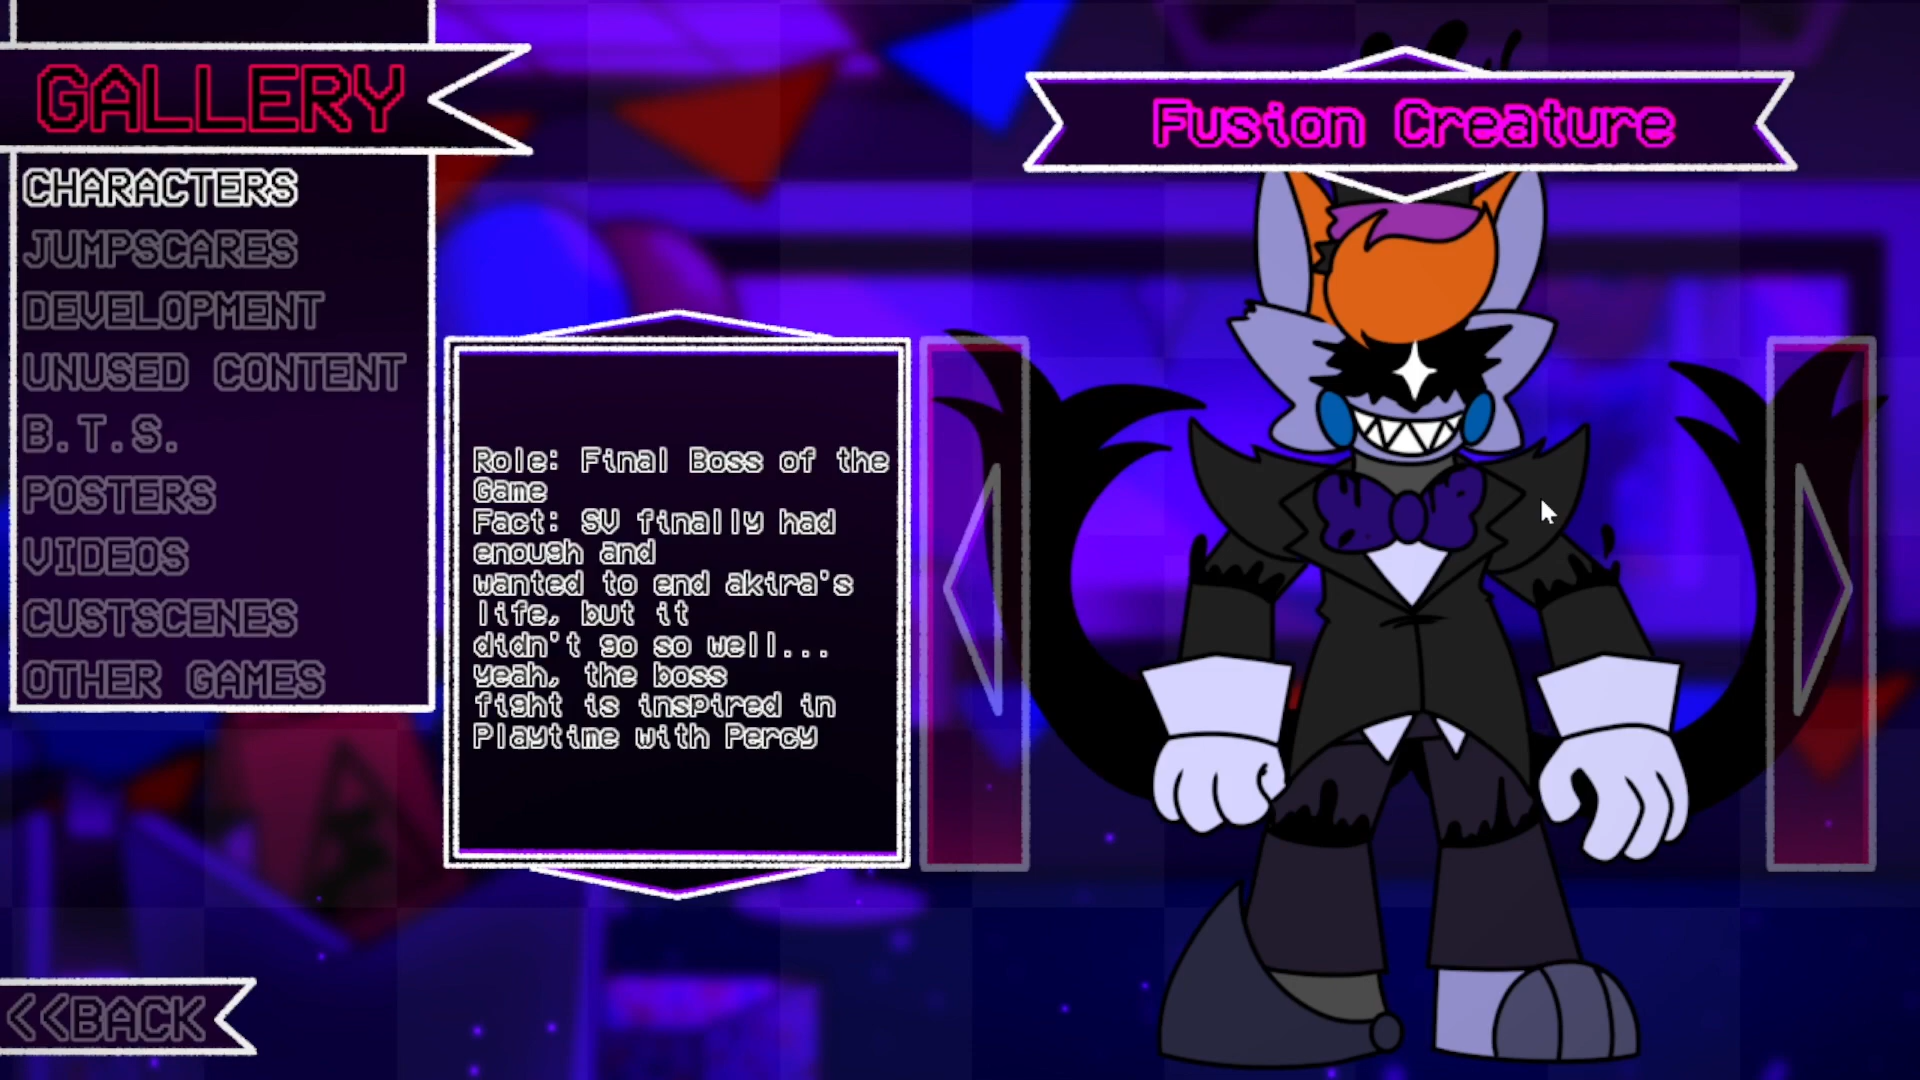 GALLERY
CHARACTERS
JUMPSCARES
DEVELOPMENT
UNUSED CONTENT
B.T.S.
POSTERS
VIDEOS
CUSTSCENES
OTHER GAMES
<<BACK
Role: Final Boss of the
Game
Fact: SV finally had
enough and
wanted to end akira's
life, but it
didn't go so well...
yeah, the boss
fight is inspired in
Playtime with Percy
Fusion Creature